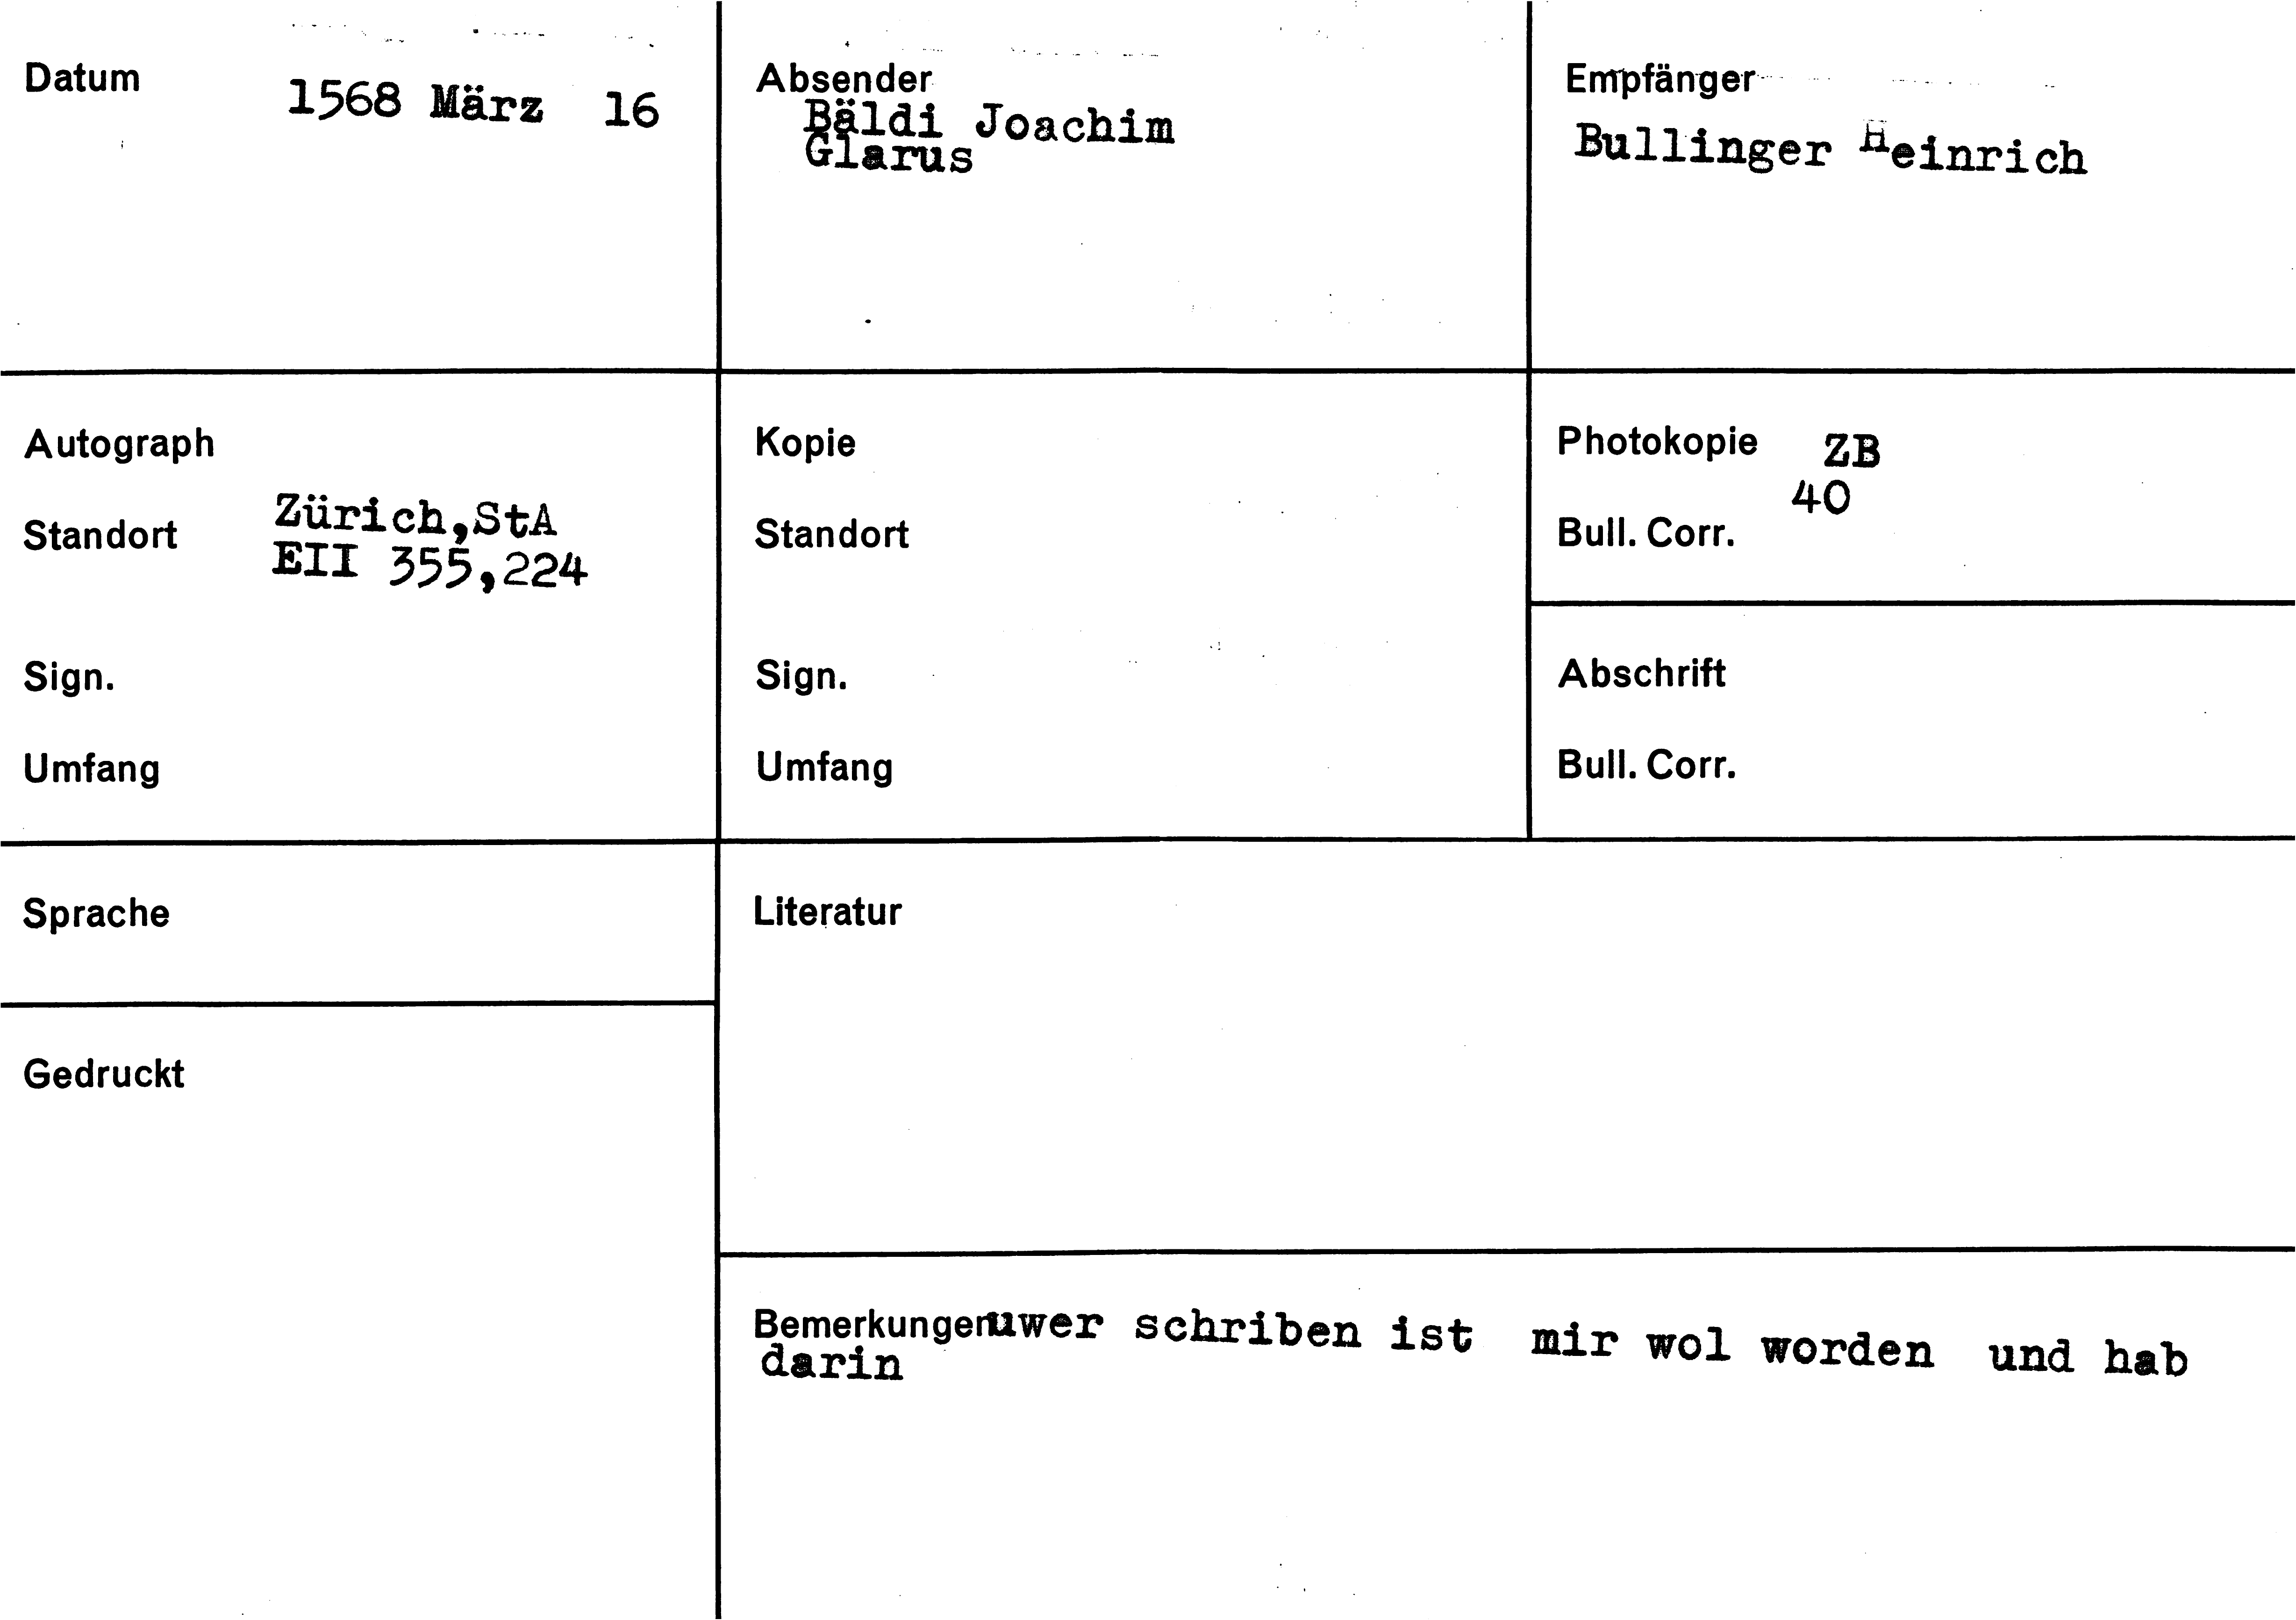 Datum 1568 März 16
Absender
Bäldi Joachim
Glarus
Empfänger
Bullinger Heinrich
Autograph
Standort Zürich,StA
EII 355,224
Sign.
Umfang
Kopie
Standort
Sign.
Umfang
Photokopie ZB
40
Bull. Corr.
Abschrift
Bull. Corr.
Sprache
Literatur
Gedruckt
Bemerkungen uwer schriben ist mir wol worden und hab
darin